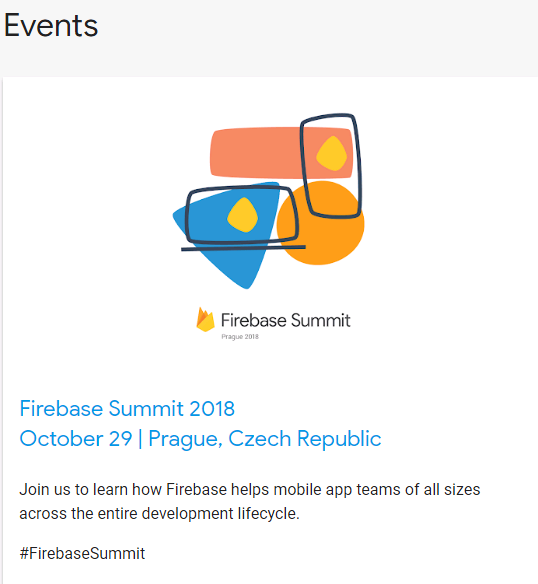 Events
Firebase Summit
Prague 2018
Firebase Summit 2018
October 29 | Prague, Czech Republic
Join us to learn how Firebase helps mobile app teams of all sizes
across the entire development lifecycle.
#FirebaseSummit